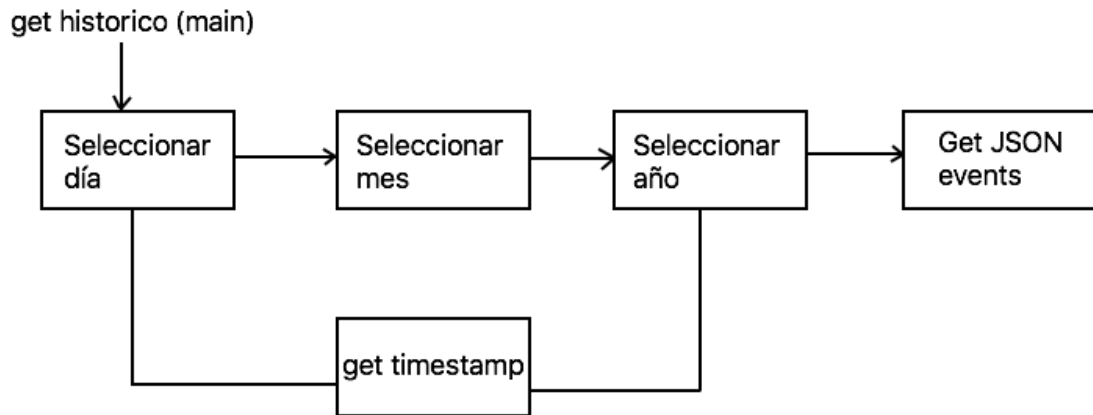 get historico (main)
Seleccionar
día
Seleccionar
mes
Seleccionar
año
Get JSON
events
get timestamp